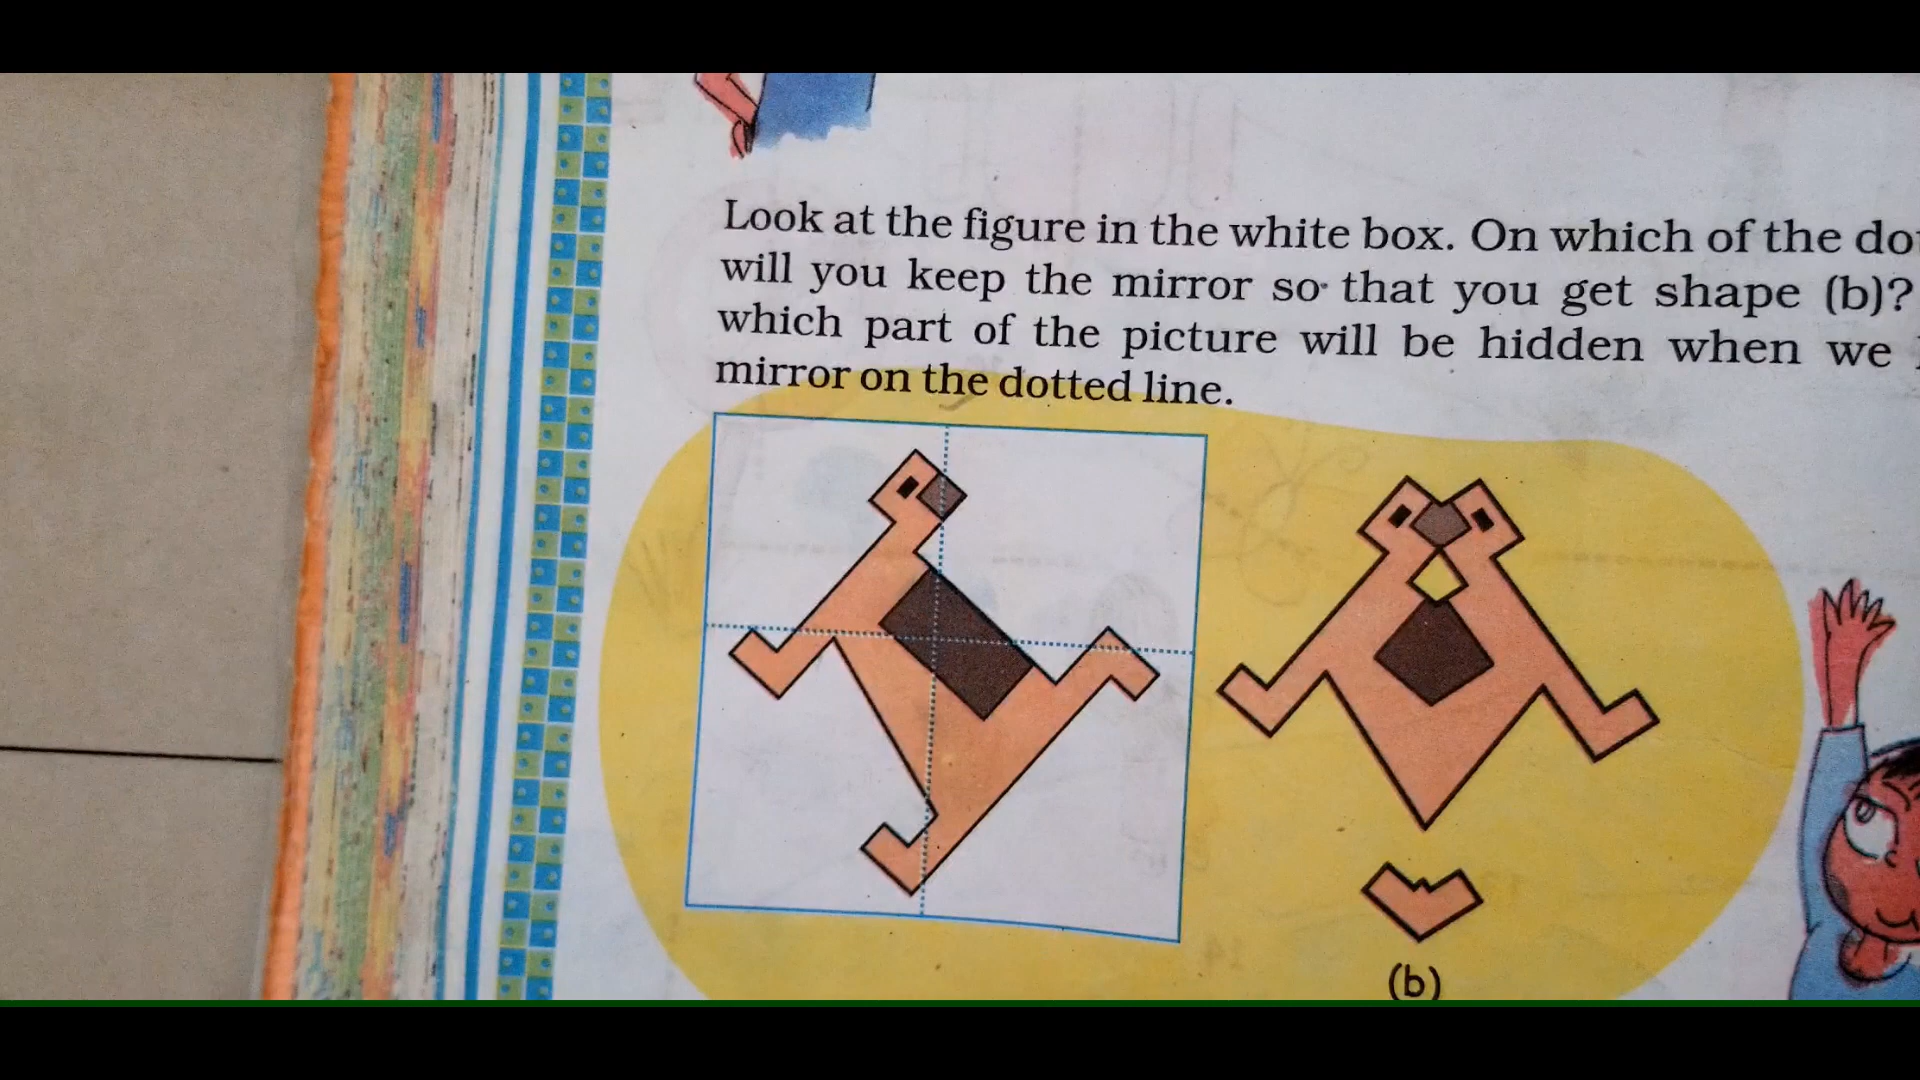 Look at the figure in the white box. On which of the
will you keep the mirror so that you get shape (b)?
which part of the picture will be hidden when we
mirror on the dotted line.
(b)